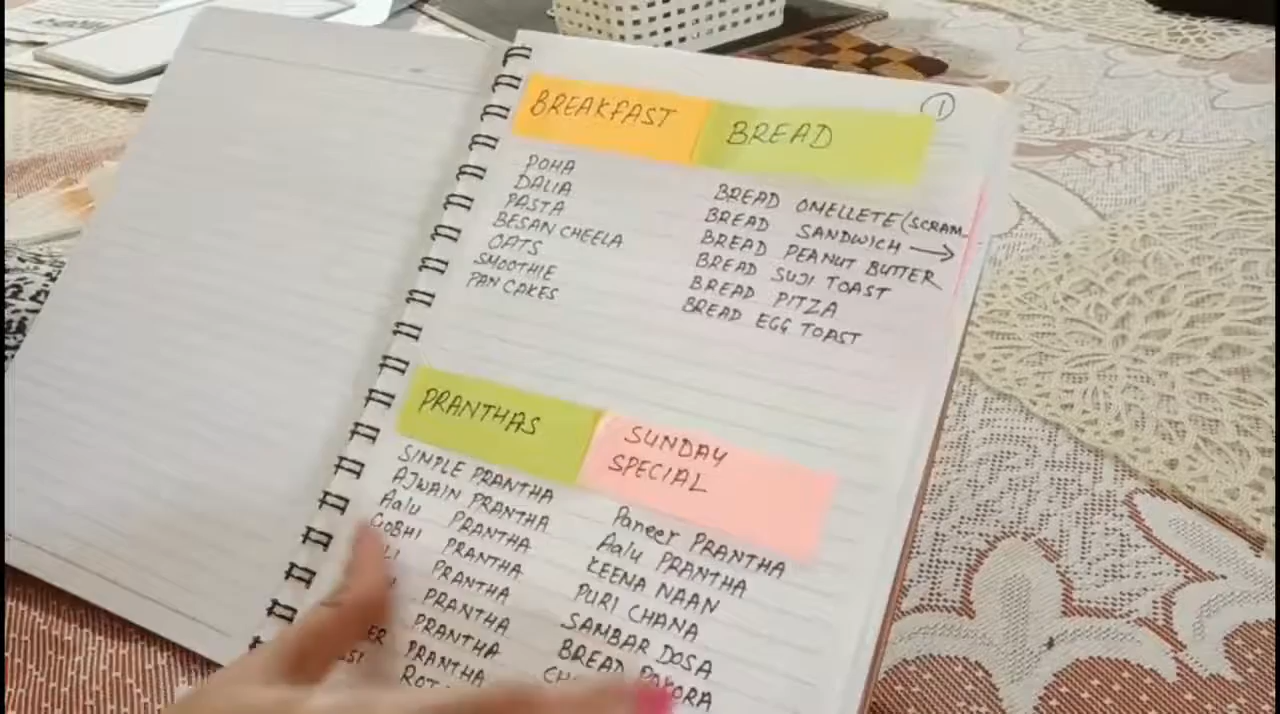 1
BREAKFAST
POHA
DALIA
PASTA
BESAN CHEELA
OATS
SMOOTHIE
PAN CAKES
BREAD
BREAD OMELLETE (SCRAM
BREAD SANDWICH →
BREAD PEANUT BUTTER
BREAD SUJI TOAST
BREAD PITZA
BREAD EGG TOAST
PRANTHAS
SIMPLE PRANTHA
AJWAIN PRANTHA
Aalu PRANTHA
GOBHI PRANTHA
PRANTHA
PRANTHA
PRANTHA
PRANTHA
SUNDAY
SPECIAL
Paneer PRANTHA
Aalu PRANTHA
KEENA NAAN
PURI CHANA
SAMBAR DOSA
BREAD PAKORA